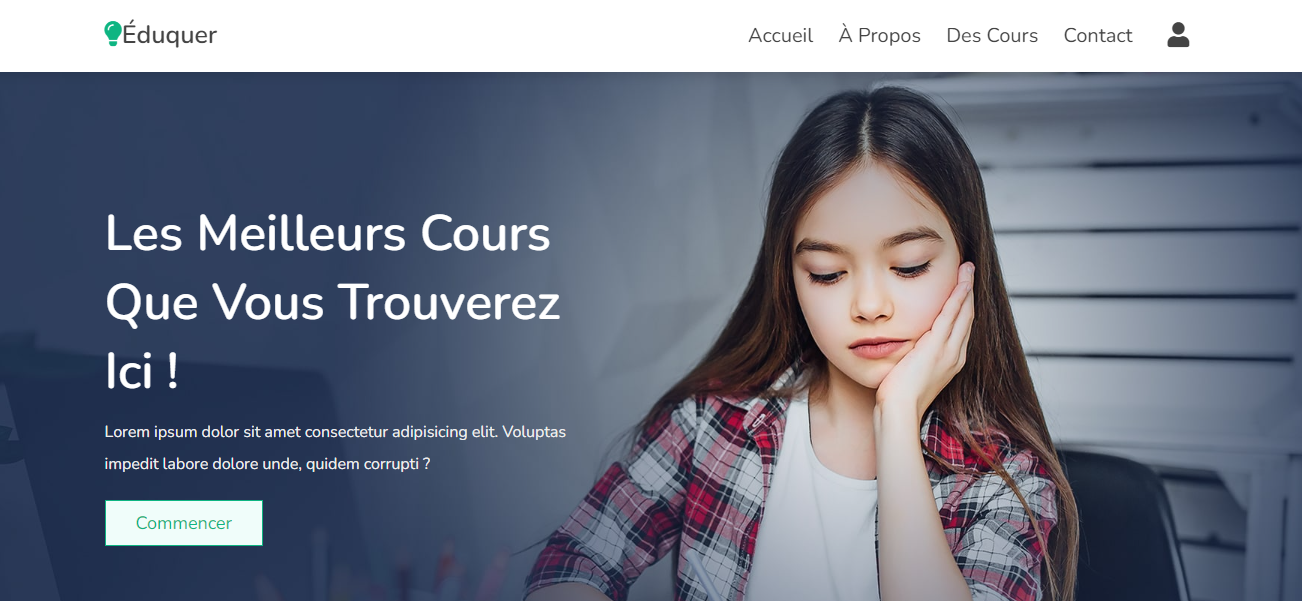 Éduquer
Accueil À Propos Des Cours Contact
Les Meilleurs Cours
Que Vous Trouverez
Ici !
Lorem ipsum dolor sit amet consectetur adipisicing elit. Voluptas
impedit labore dolore unde, quidem corrupti ?
Commencer